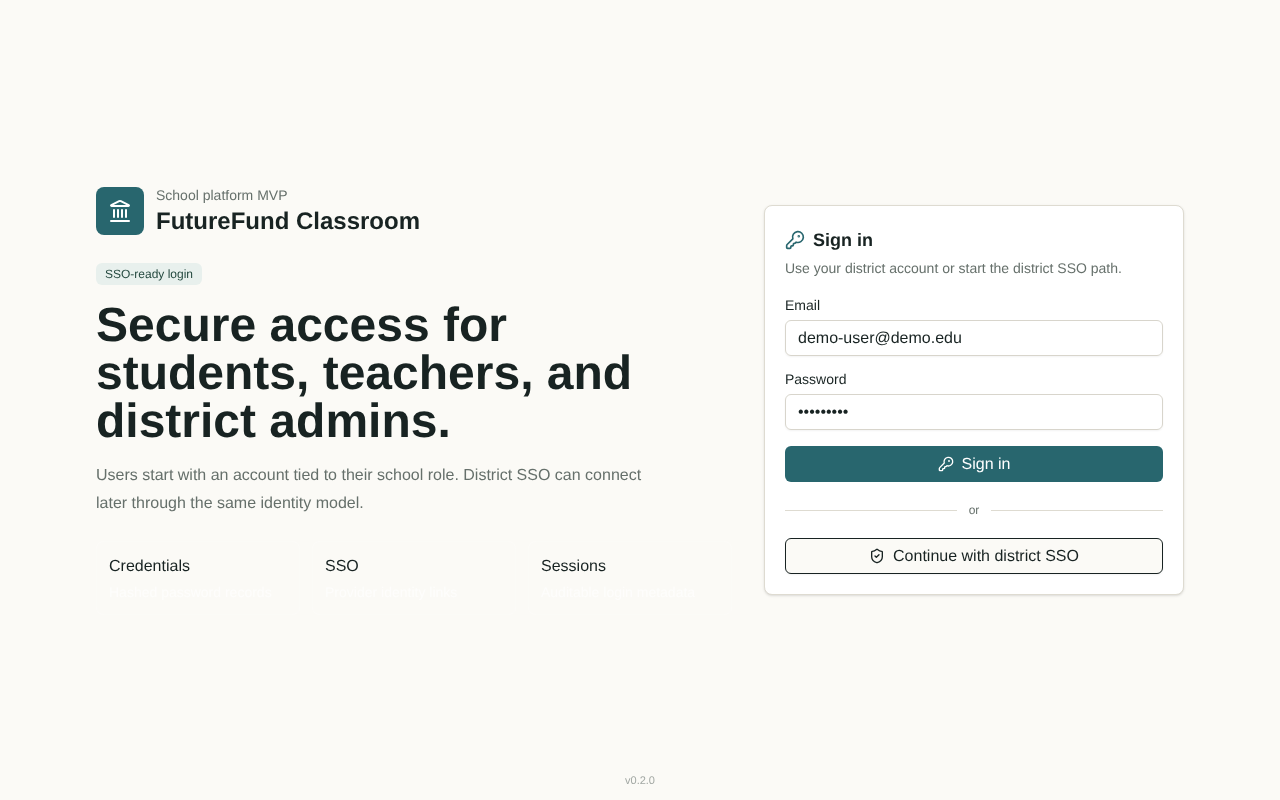 School platform MVP
FutureFund Classroom
SSO-ready login
Secure access for
students, teachers, and
district admins.
Users start with an account tied to their school role. District SSO can connect
later through the same identity model.
Credentials
SSO
Sessions
Sign in
Use your district account or start the district SSO path.
Email
demo-user@demo.edu
Password
•••••••••
Sign in
or
Continue with district SSO
v0.2.0